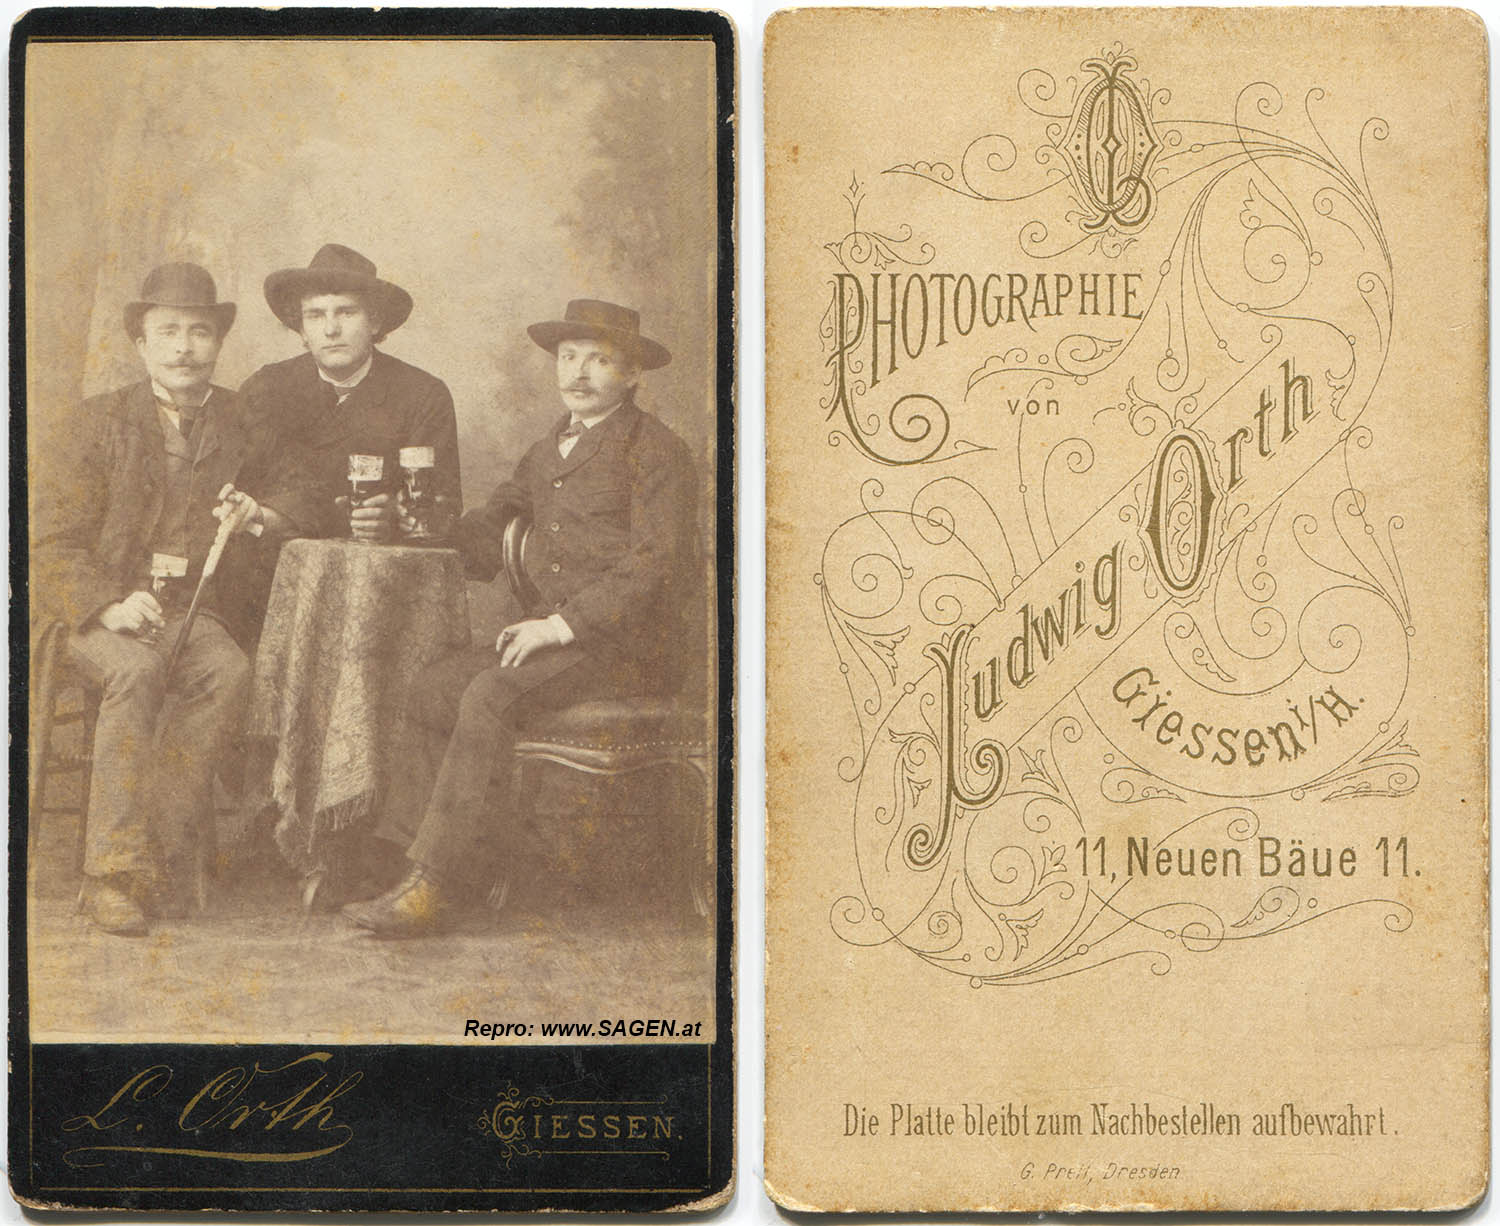 Repro: www.SAGEN.at
L. Orth
GIESSEN.
PHOTOGRAPHIE
von
Ludwig Orth
Giessen i/H.
11, Neuen Bäue 11.
Die Platte bleibt zum Nachbestellen aufbewahrt.
G. Prell, Dresden